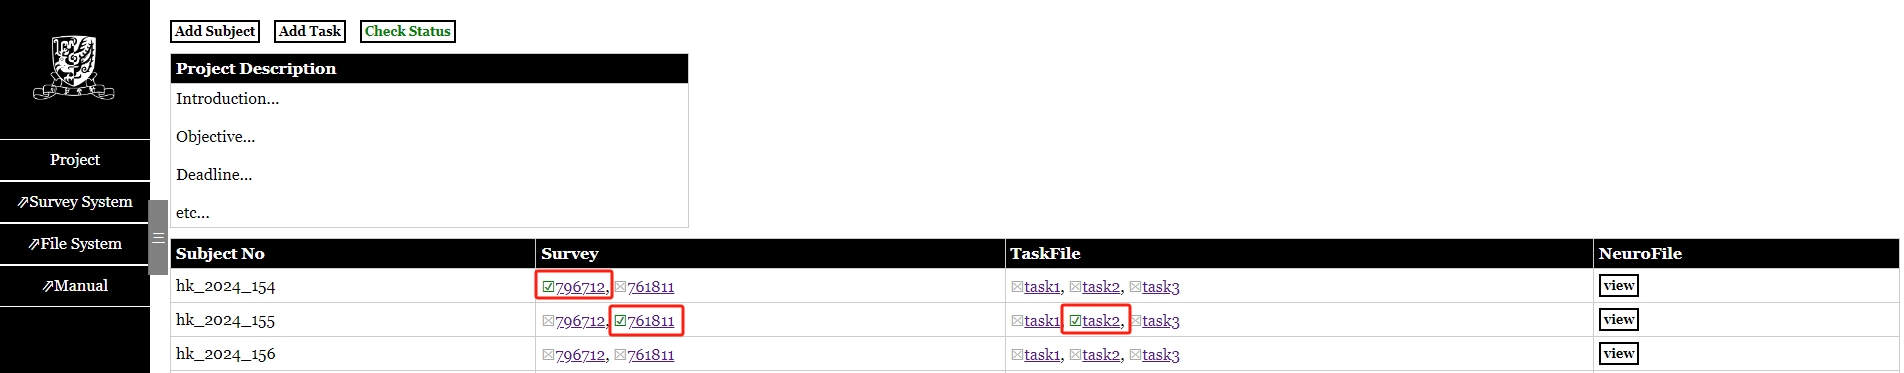 Add Subject Add Task Check Status
Project Description
Introduction...
Objective...
Deadline...
etc...
Project
⇗Survey System
⇗File System
⇗Manual
Subject No Survey TaskFile NeuroFile
hk_2024_154 ☑796712, ☒761811 ☒task1, ☒task2, ☒task3 view
hk_2024_155 ☒796712, ☑761811 ☒task1, ☑task2, ☒task3 view
hk_2024_156 ☒796712, ☒761811 ☒task1, ☒task2, ☒task3 view